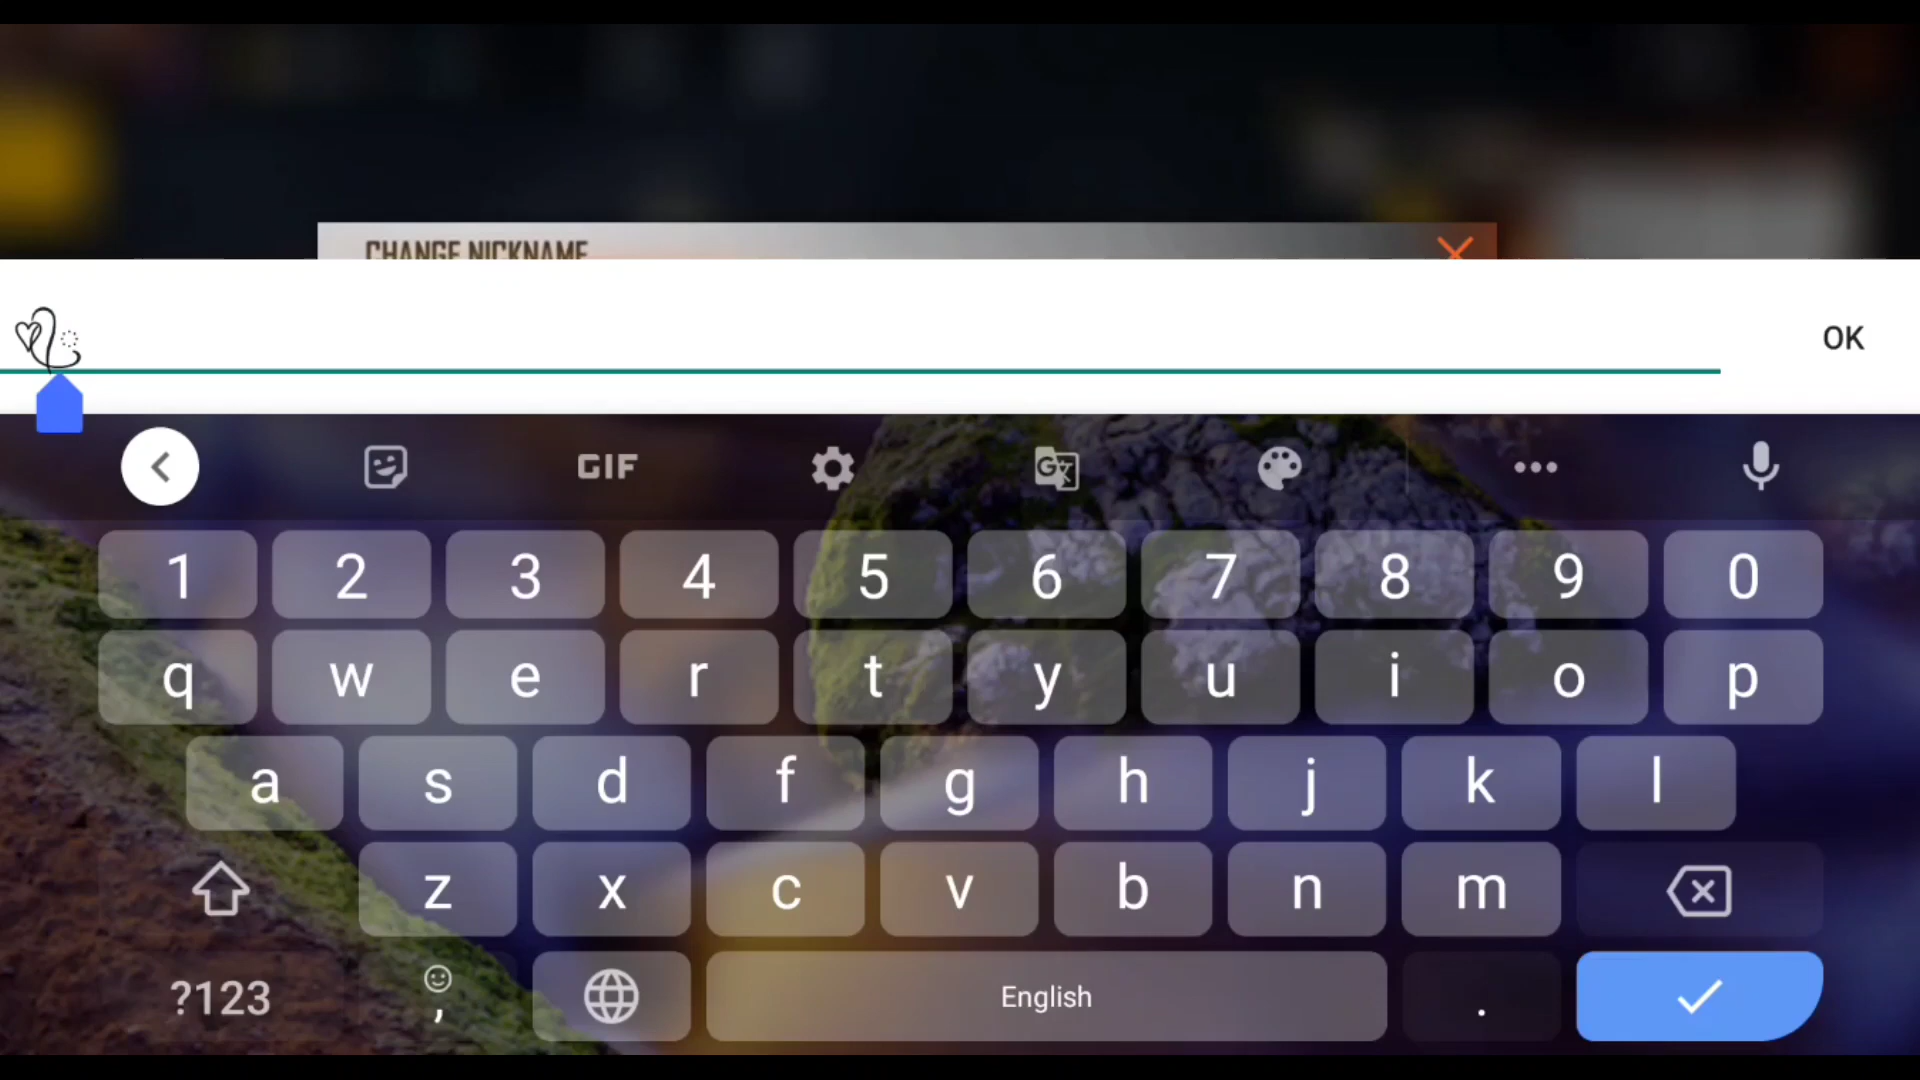 CHANGE NICKNAME
OK
GIF
1 2 3 4 5 6 7 8 9 0
q w e r t y u i o p
a s d f g h j k l
z x c v b n m
?123 , English .